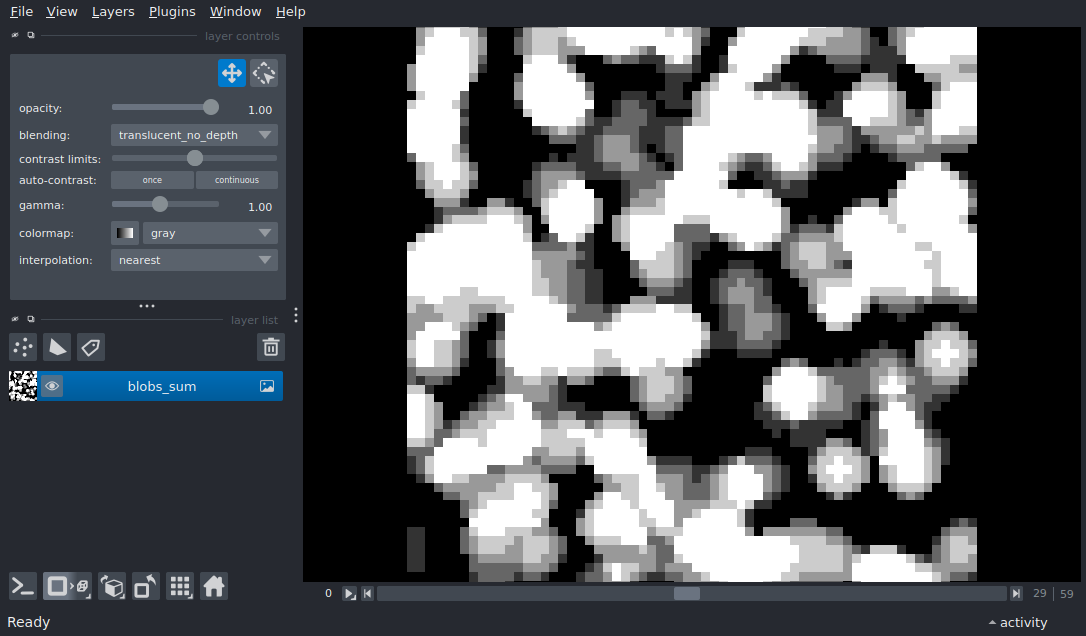 File View Layers Plugins Window Help
layer controls
opacity: 1.00
blending: translucent_no_depth
contrast limits:
auto-contrast: once continuous
gamma: 1.00
colormap: gray
interpolation: nearest
layer list
blobs_sum
0 29 59
Ready activity